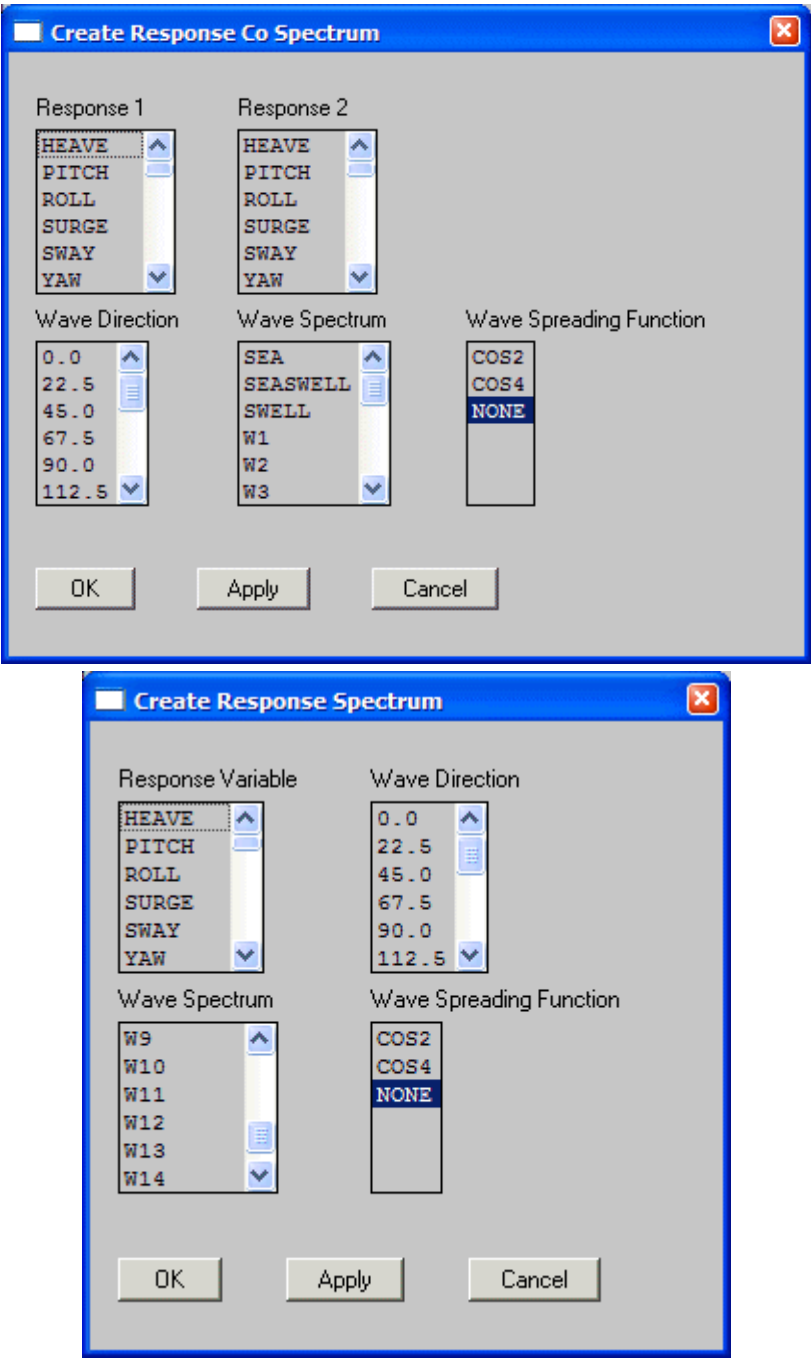 Create Response Co Spectrum
Response 1
HEAVE
PITCH
ROLL
SURGE
SWAY
YAW
Response 2
HEAVE
PITCH
ROLL
SURGE
SWAY
YAW
Wave Direction
0.0
22.5
45.0
67.5
90.0
112.5
Wave Spectrum
SEA
SEASWELL
SWELL
W1
W2
W3
Wave Spreading Function
COS2
COS4
NONE
OK
Apply
Cancel
Create Response Spectrum
Response Variable
HEAVE
PITCH
ROLL
SURGE
SWAY
YAW
Wave Direction
0.0
22.5
45.0
67.5
90.0
112.5
Wave Spectrum
W9
W10
W11
W12
W13
W14
Wave Spreading Function
COS2
COS4
NONE
OK
Apply
Cancel